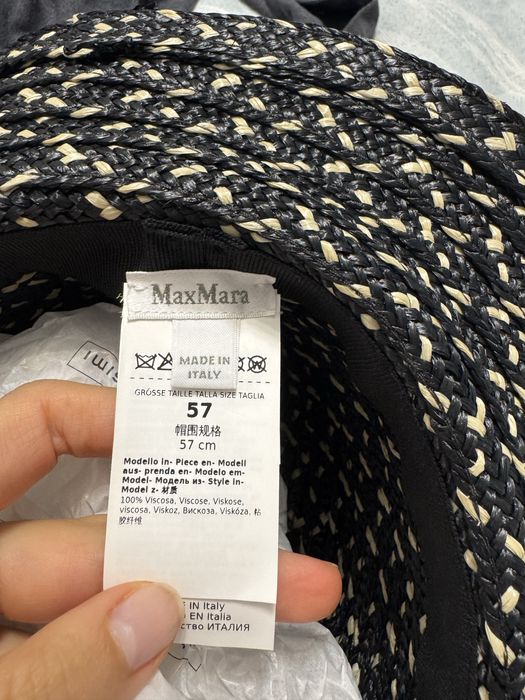 MaxMara
MADE IN
ITALY
GRÖSSE TAILLE TALLA SIZE TAGLIA
57
帽围规格
57 cm
Modello in- Piece en- Modell
aus- prenda en- Modelo em-
Model- Модель из- Style in-
Model z- 材质
100% Viscosa, Viscose, Viskose,
viscosa, Viskoz, Вискоза, Viskóza, 粘
胶纤维
IN Italy
EN Italia
ство ИТАЛИЯ